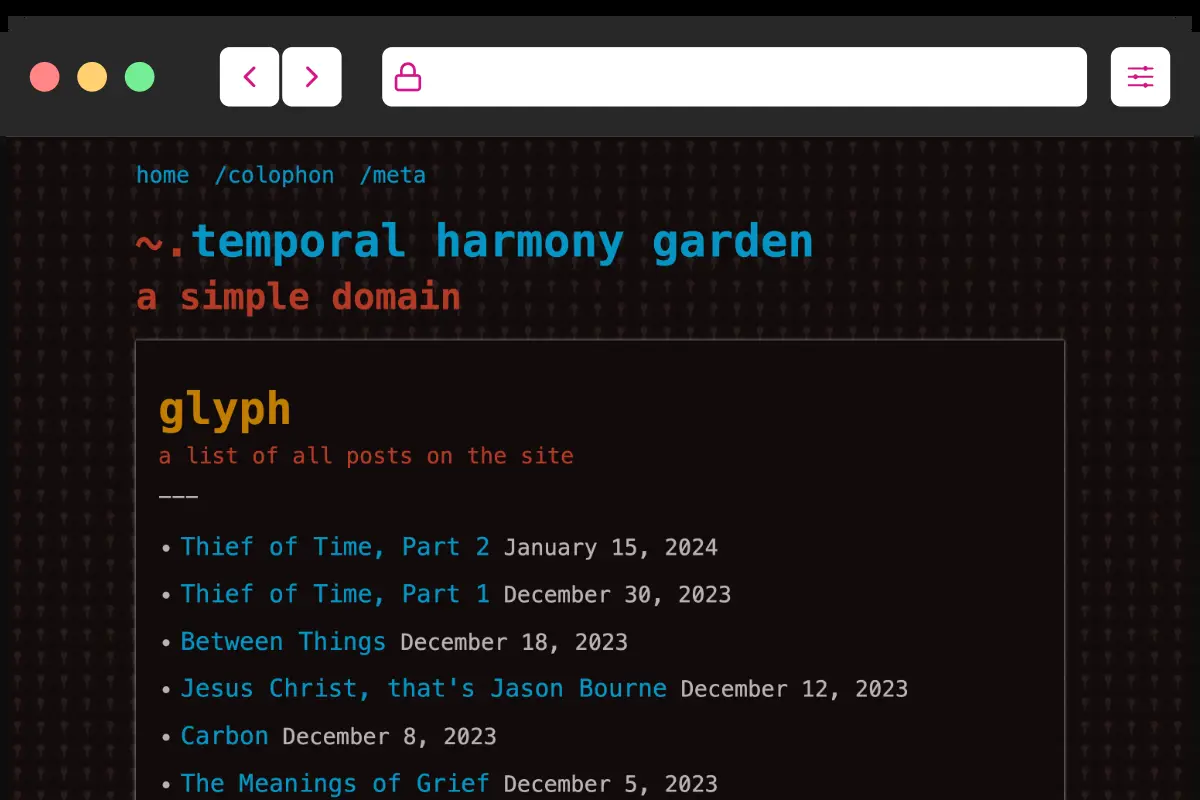 home /colophon /meta
~.temporal harmony garden
a simple domain
glyph
a list of all posts on the site
———
• Thief of Time, Part 2 January 15, 2024
• Thief of Time, Part 1 December 30, 2023
• Between Things December 18, 2023
• Jesus Christ, that's Jason Bourne December 12, 2023
• Carbon December 8, 2023
• The Meanings of Grief December 5, 2023